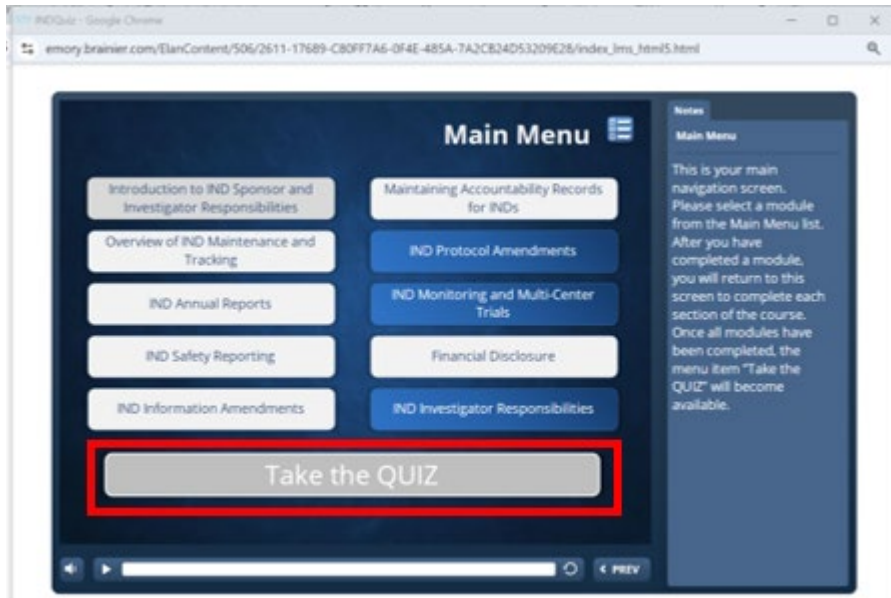 INDQuiz - Google Chrome
emory.brainier.com/ElanContent/506/2611-17689-C80FF7A6-0F4E-485A-7A2CB24D53209E28/index_lms_html5.html
Main Menu
Introduction to IND Sponsor and
Investigator Responsibilities
Maintaining Accountability Records
for INDs
Overview of IND Maintenance and
Tracking
IND Protocol Amendments
IND Annual Reports
IND Monitoring and Multi-Center
Trials
IND Safety Reporting
Financial Disclosure
IND Information Amendments
IND Investigator Responsibilities
Take the QUIZ
PREV
Notes
Main Menu
This is your main
navigation screen.
Please select a module
from the Main Menu list.
After you have
completed a module,
you will return to this
screen to complete each
section of the course.
Once all modules have
been completed, the
menu item "Take the
QUIZ" will become
available.